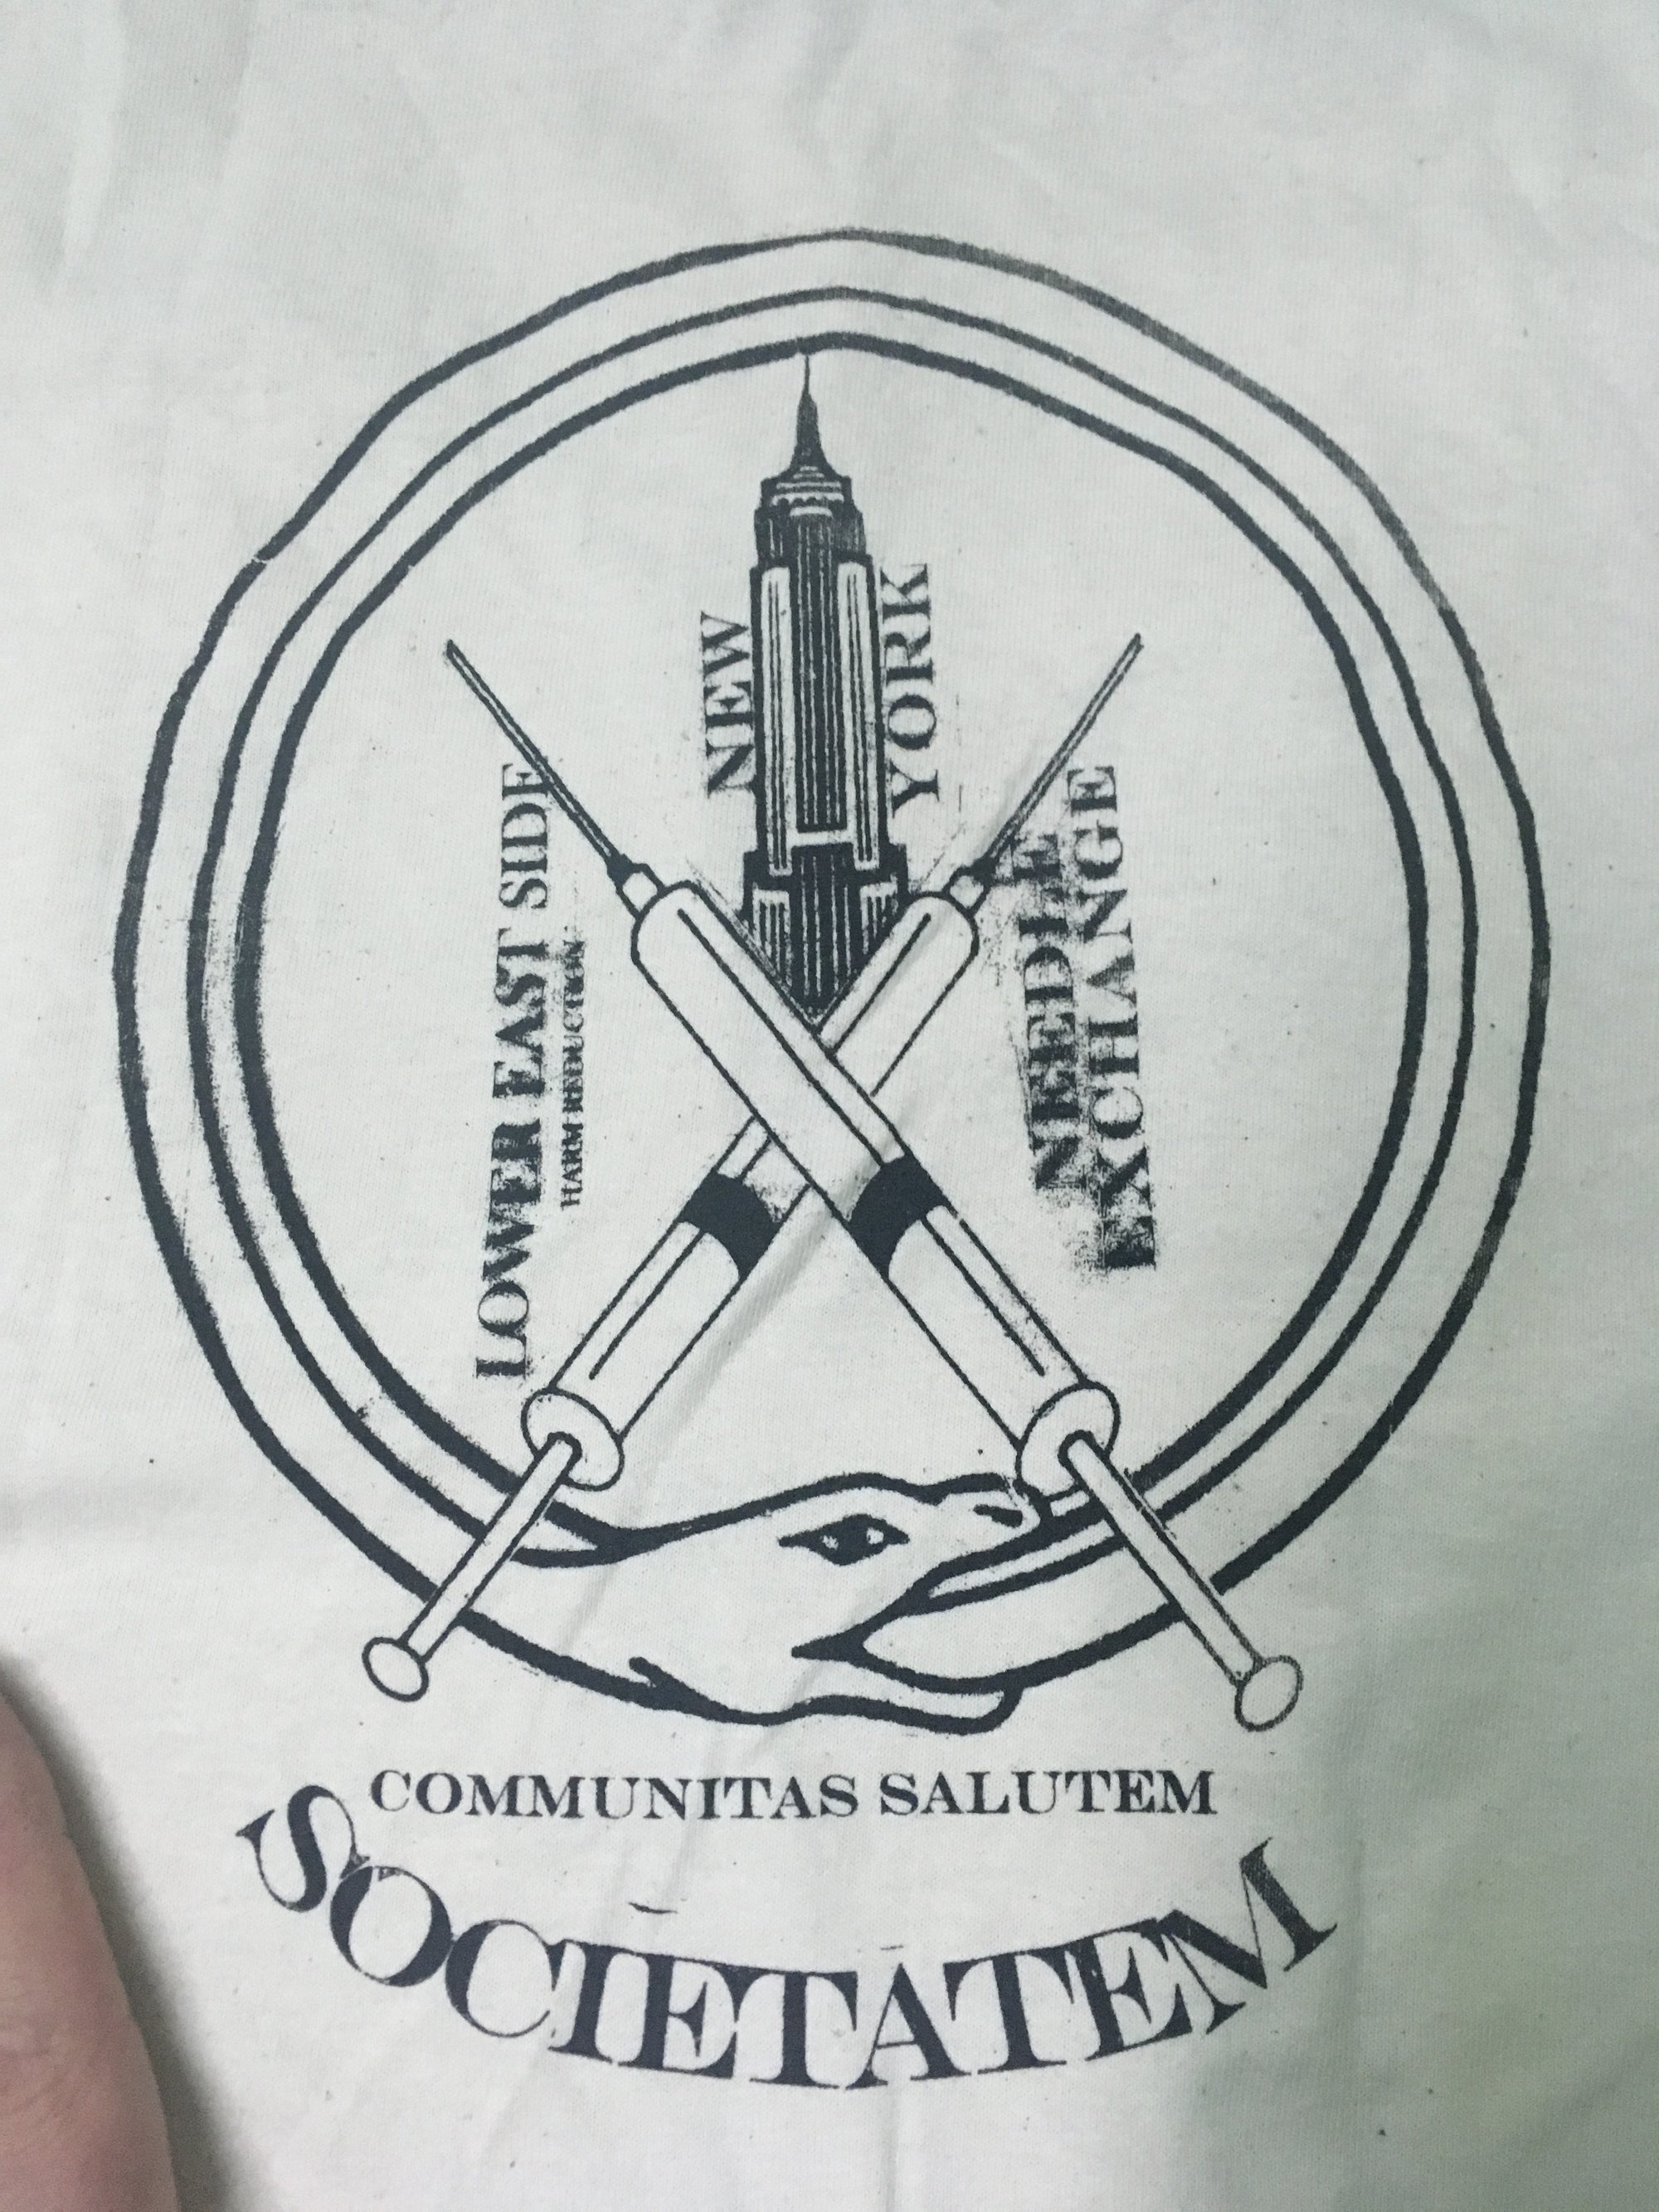 NEW
YORK
LOWER EAST SIDE
HARM REDUCTION
NEEDLE
EXCHANGE
COMMUNITAS SALUTEM
SOCIETATEM